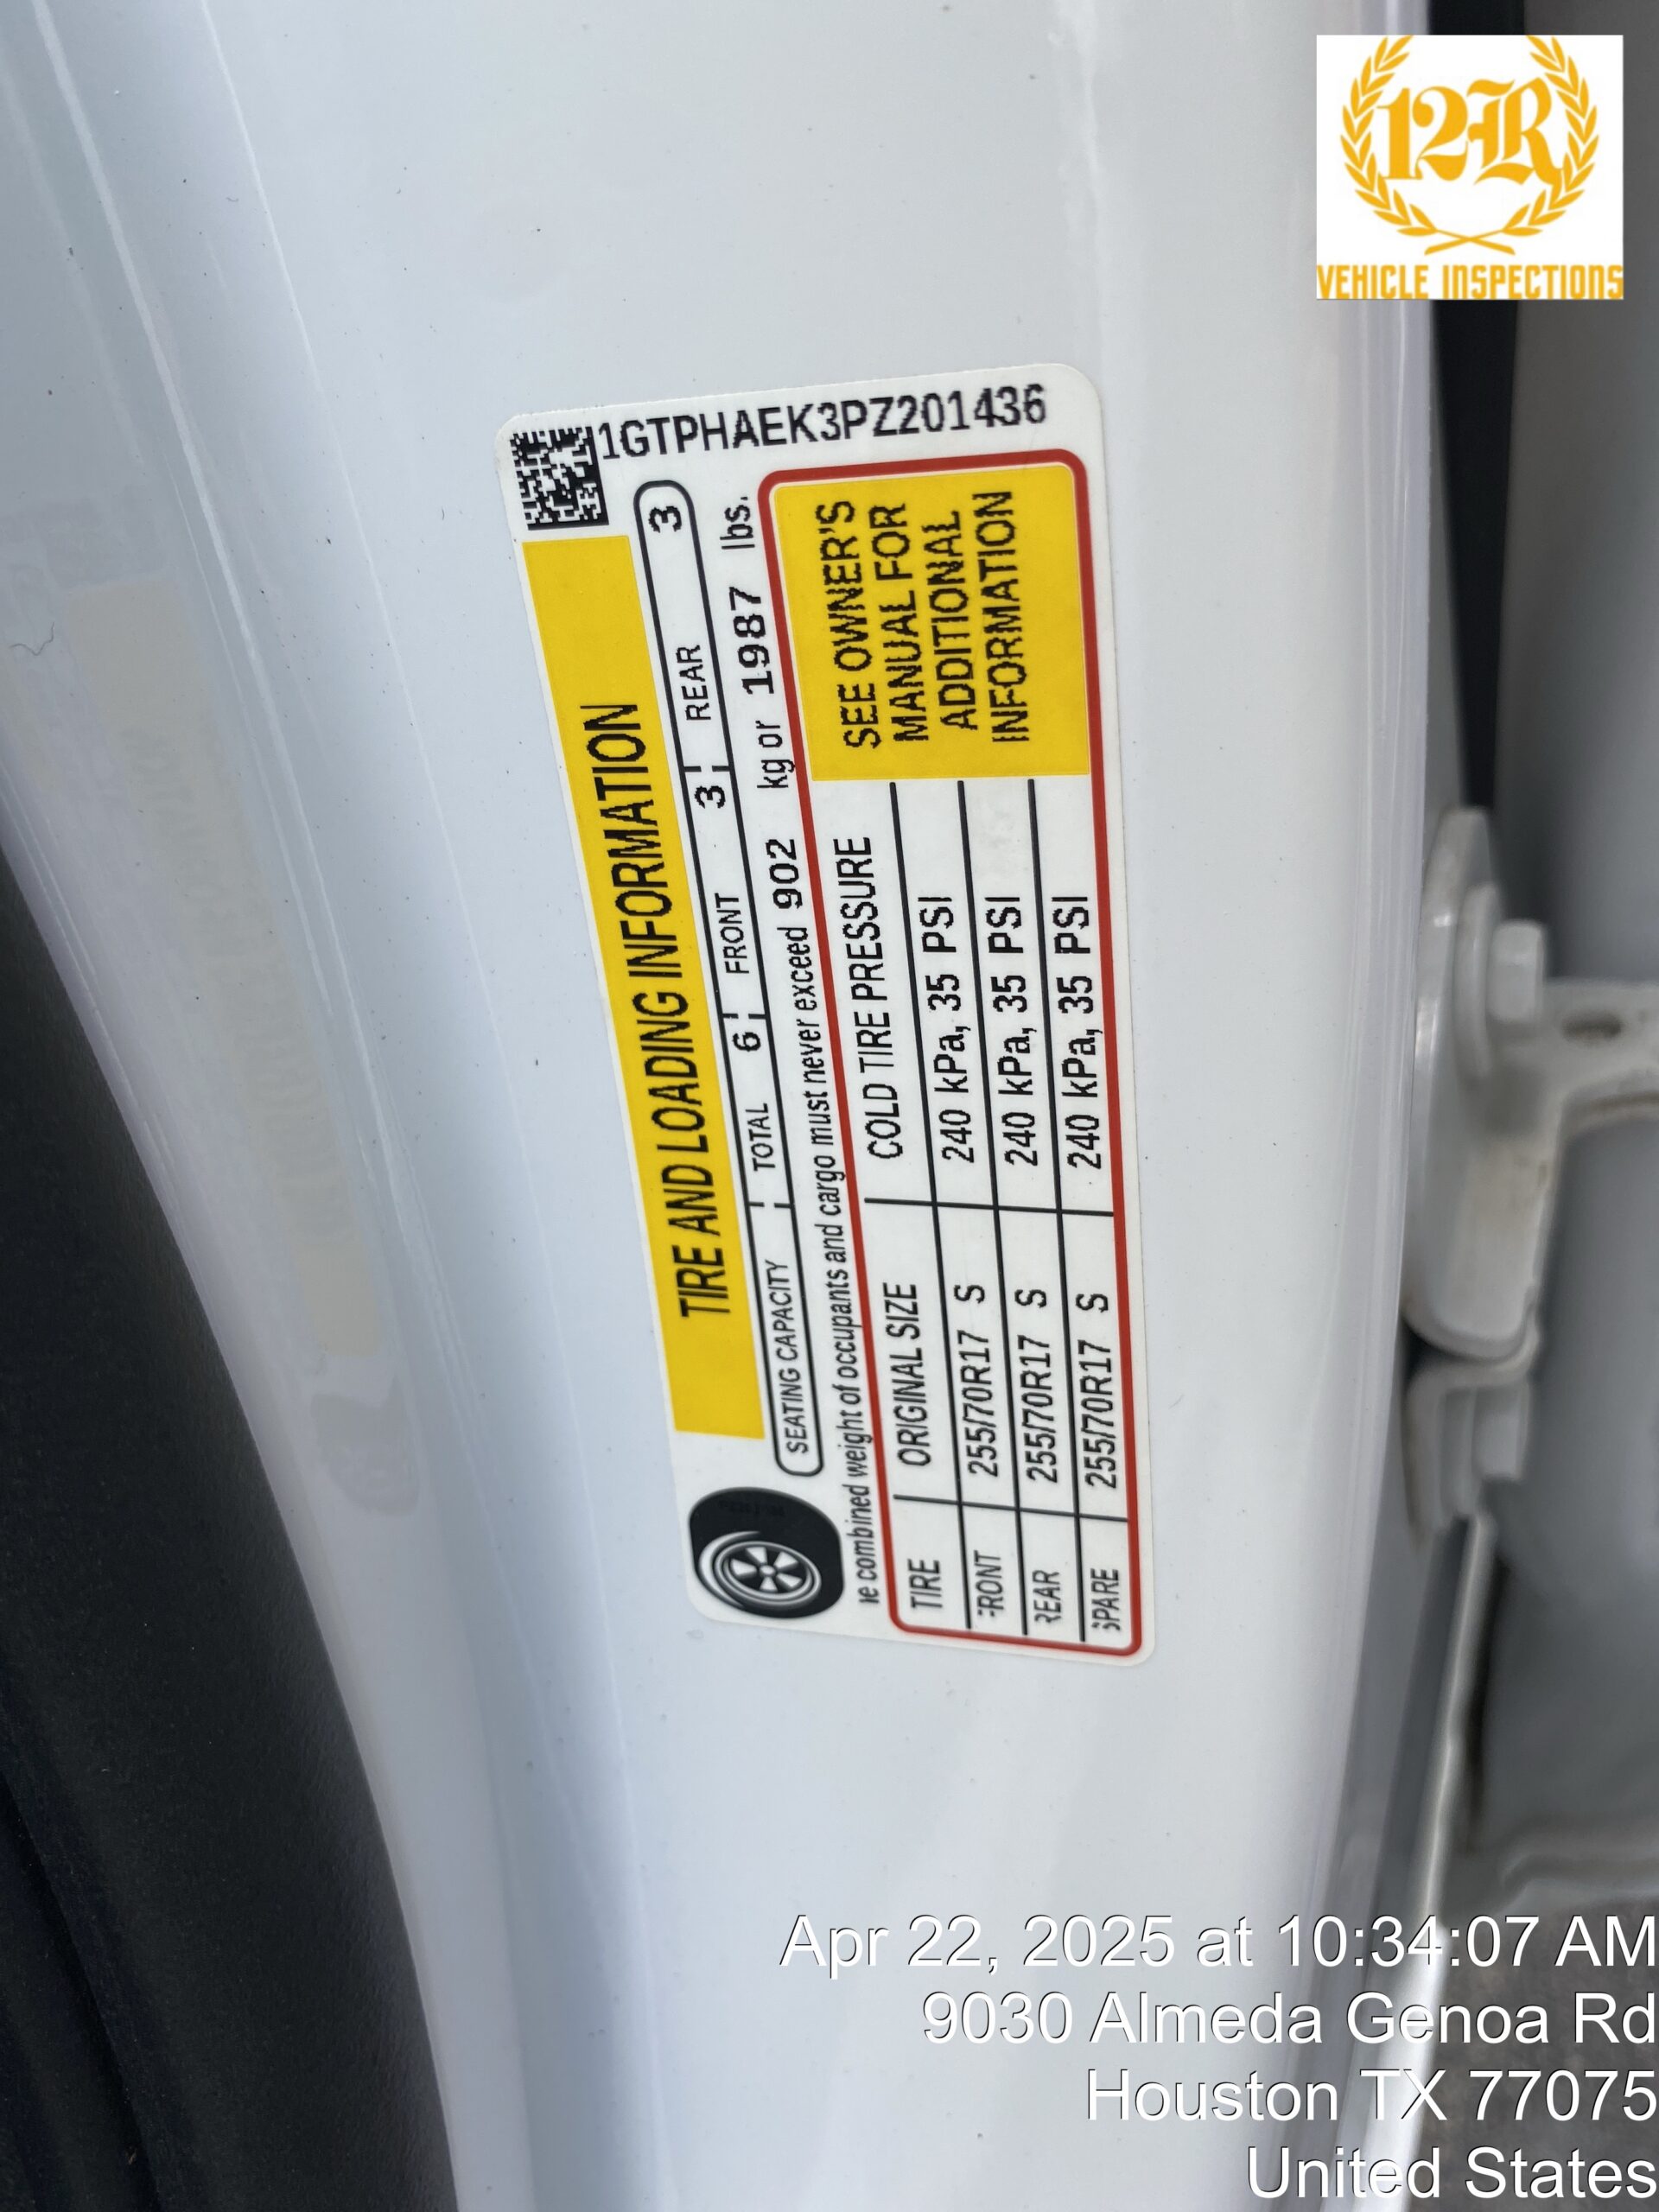 12R
VEHICLE INSPECTIONS
1GTPHAEK3PZ201436
TIRE AND LOADING INFORMATION
SEATING CAPACITY TOTAL 6 FRONT 3 REAR 3
combined weight of occupants and cargo must never exceed 902 kg or 1987 lbs.
TIRE ORIGINAL SIZE COLD TIRE PRESSURE
FRONT 255/70R17 S 240 kPa, 35 PSI
REAR 255/70R17 S 240 kPa, 35 PSI
SPARE 255/70R17 S 240 kPa, 35 PSI
SEE OWNER'S
MANUAL FOR
ADDITIONAL
INFORMATION
Apr 22, 2025 at 10:34:07 AM
9030 Almeda Genoa Rd
Houston TX 77075
United States